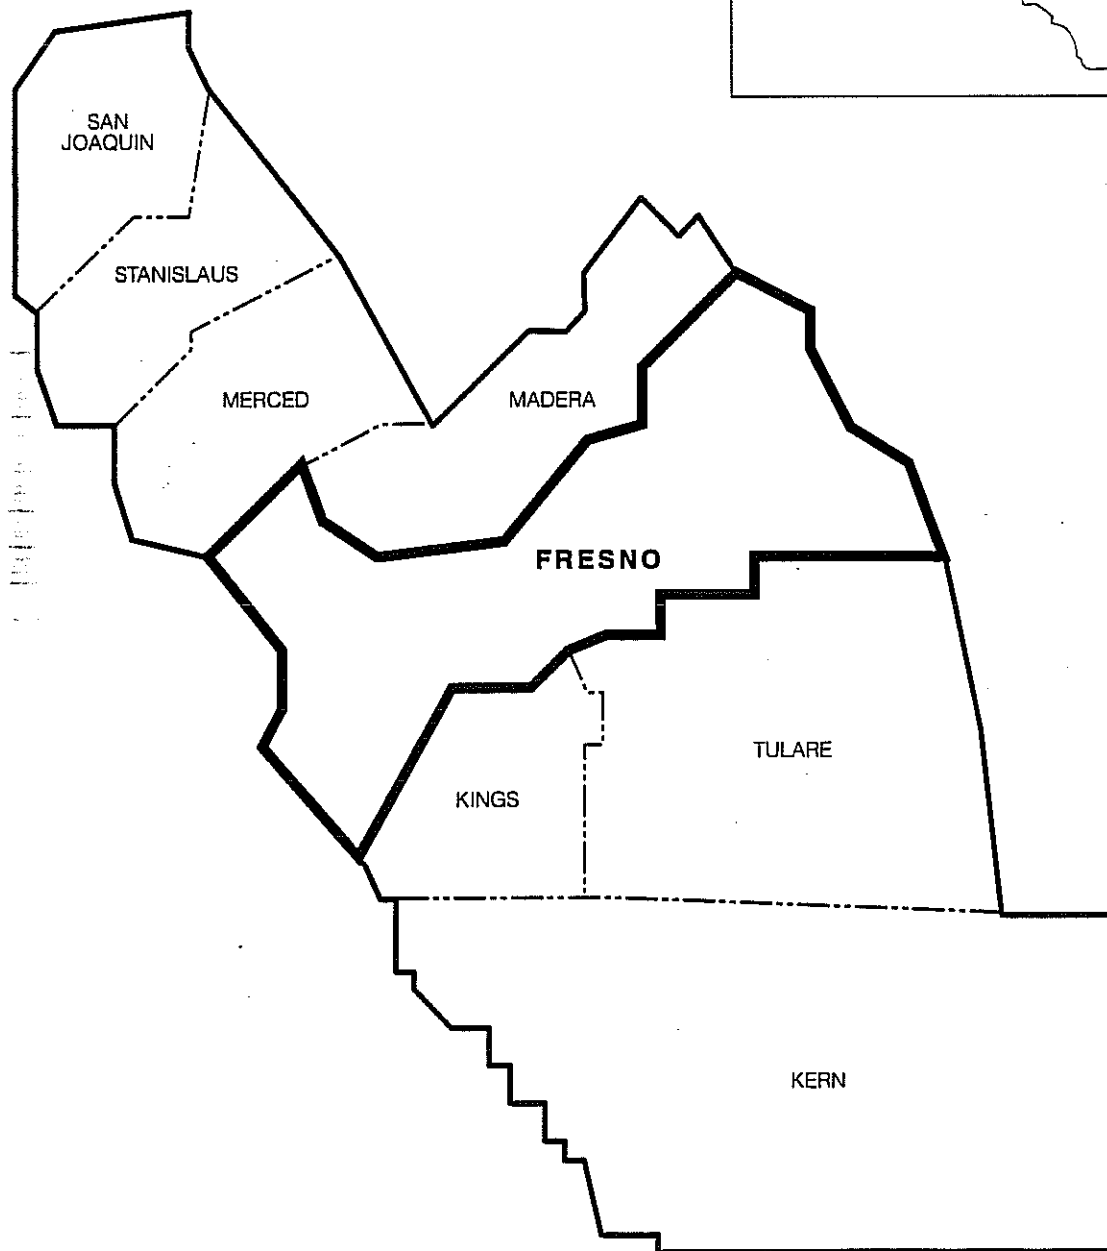 SAN
JOAQUIN
STANISLAUS
MERCED
MADERA
FRESNO
TULARE
KINGS
KERN